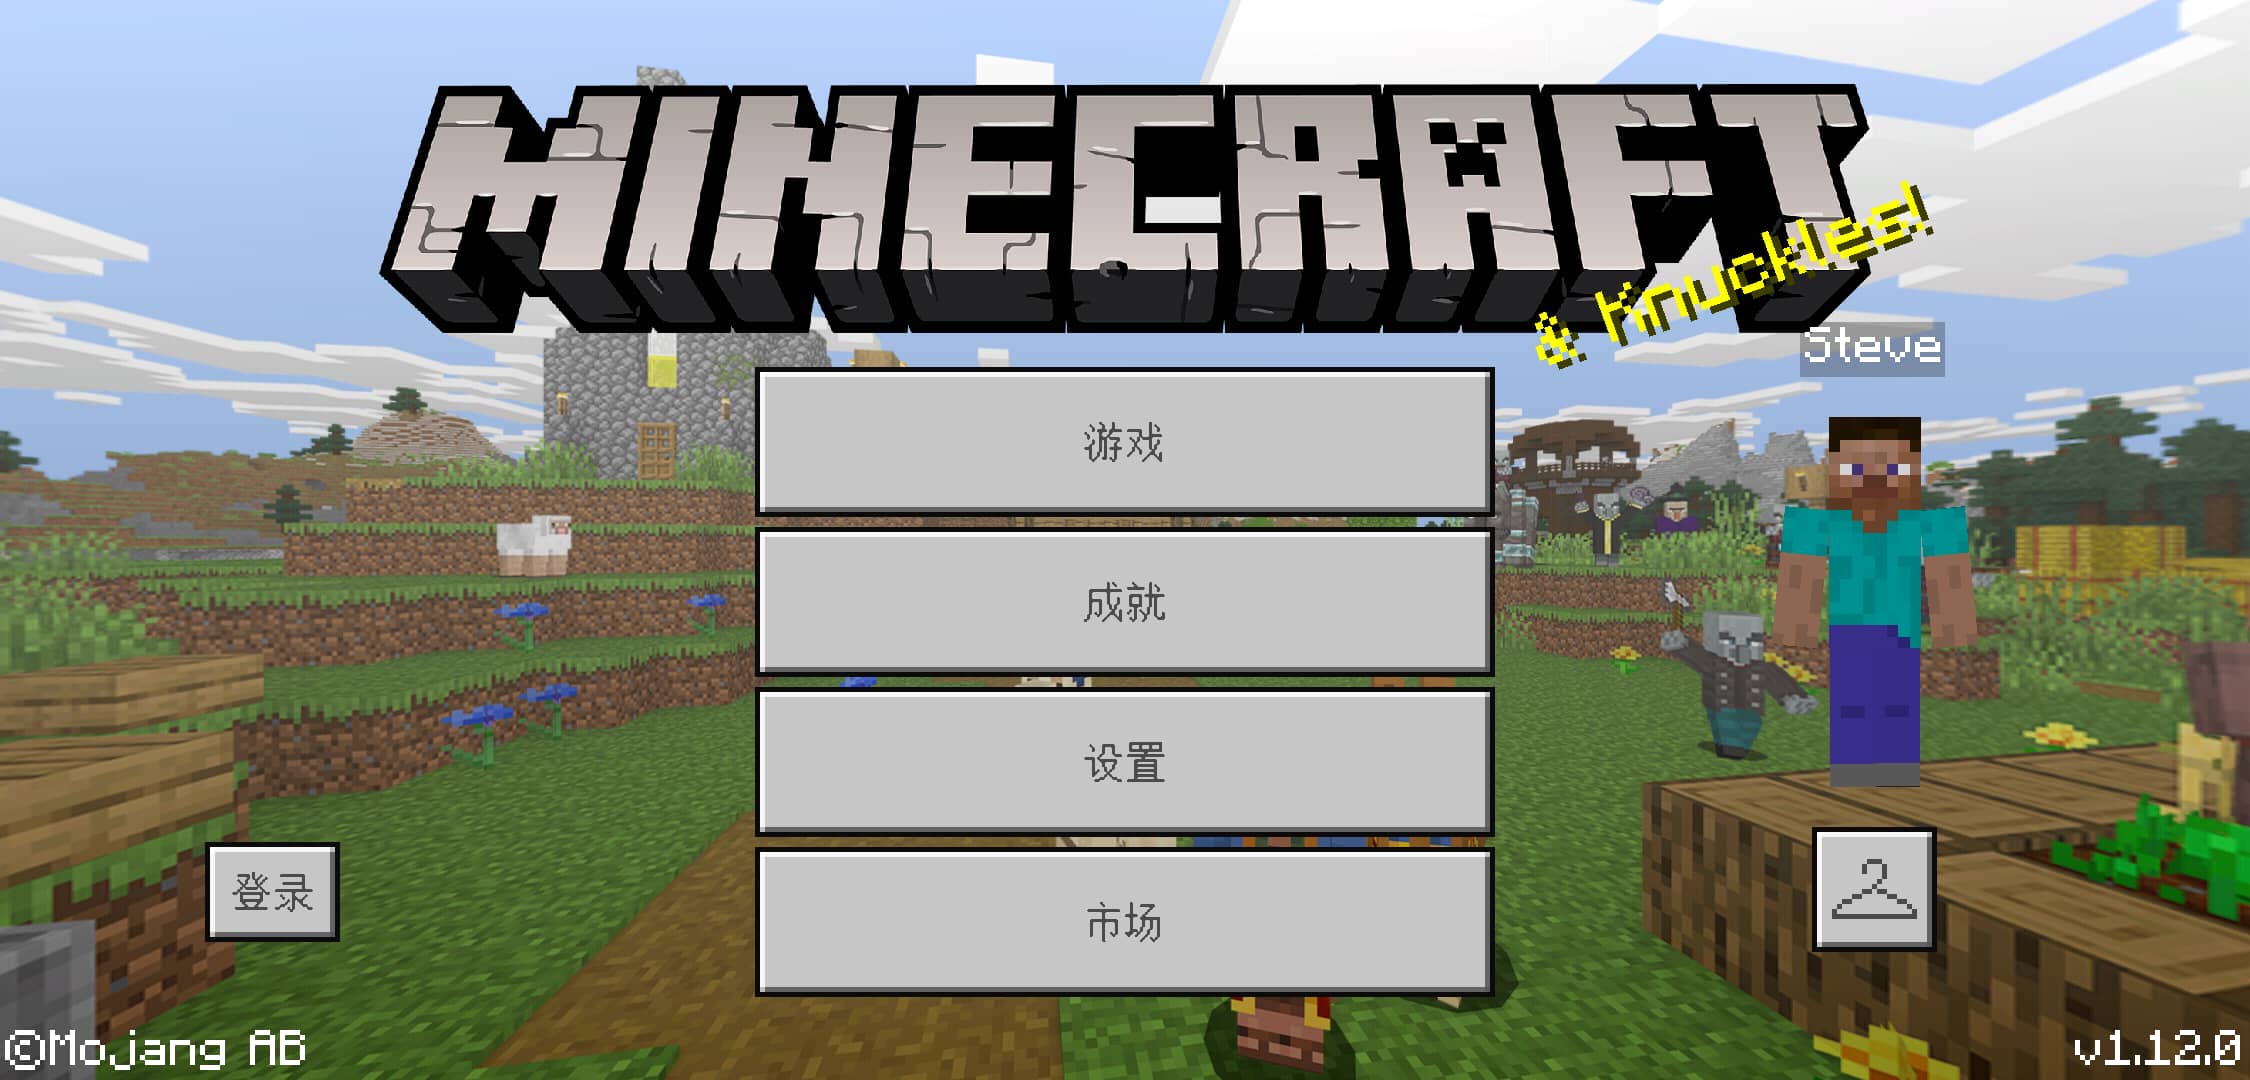 MINECRAFT
& Knuckles!
Steve
游戏
成就
设置
市场
登录
©Mojang AB
v1.12.0